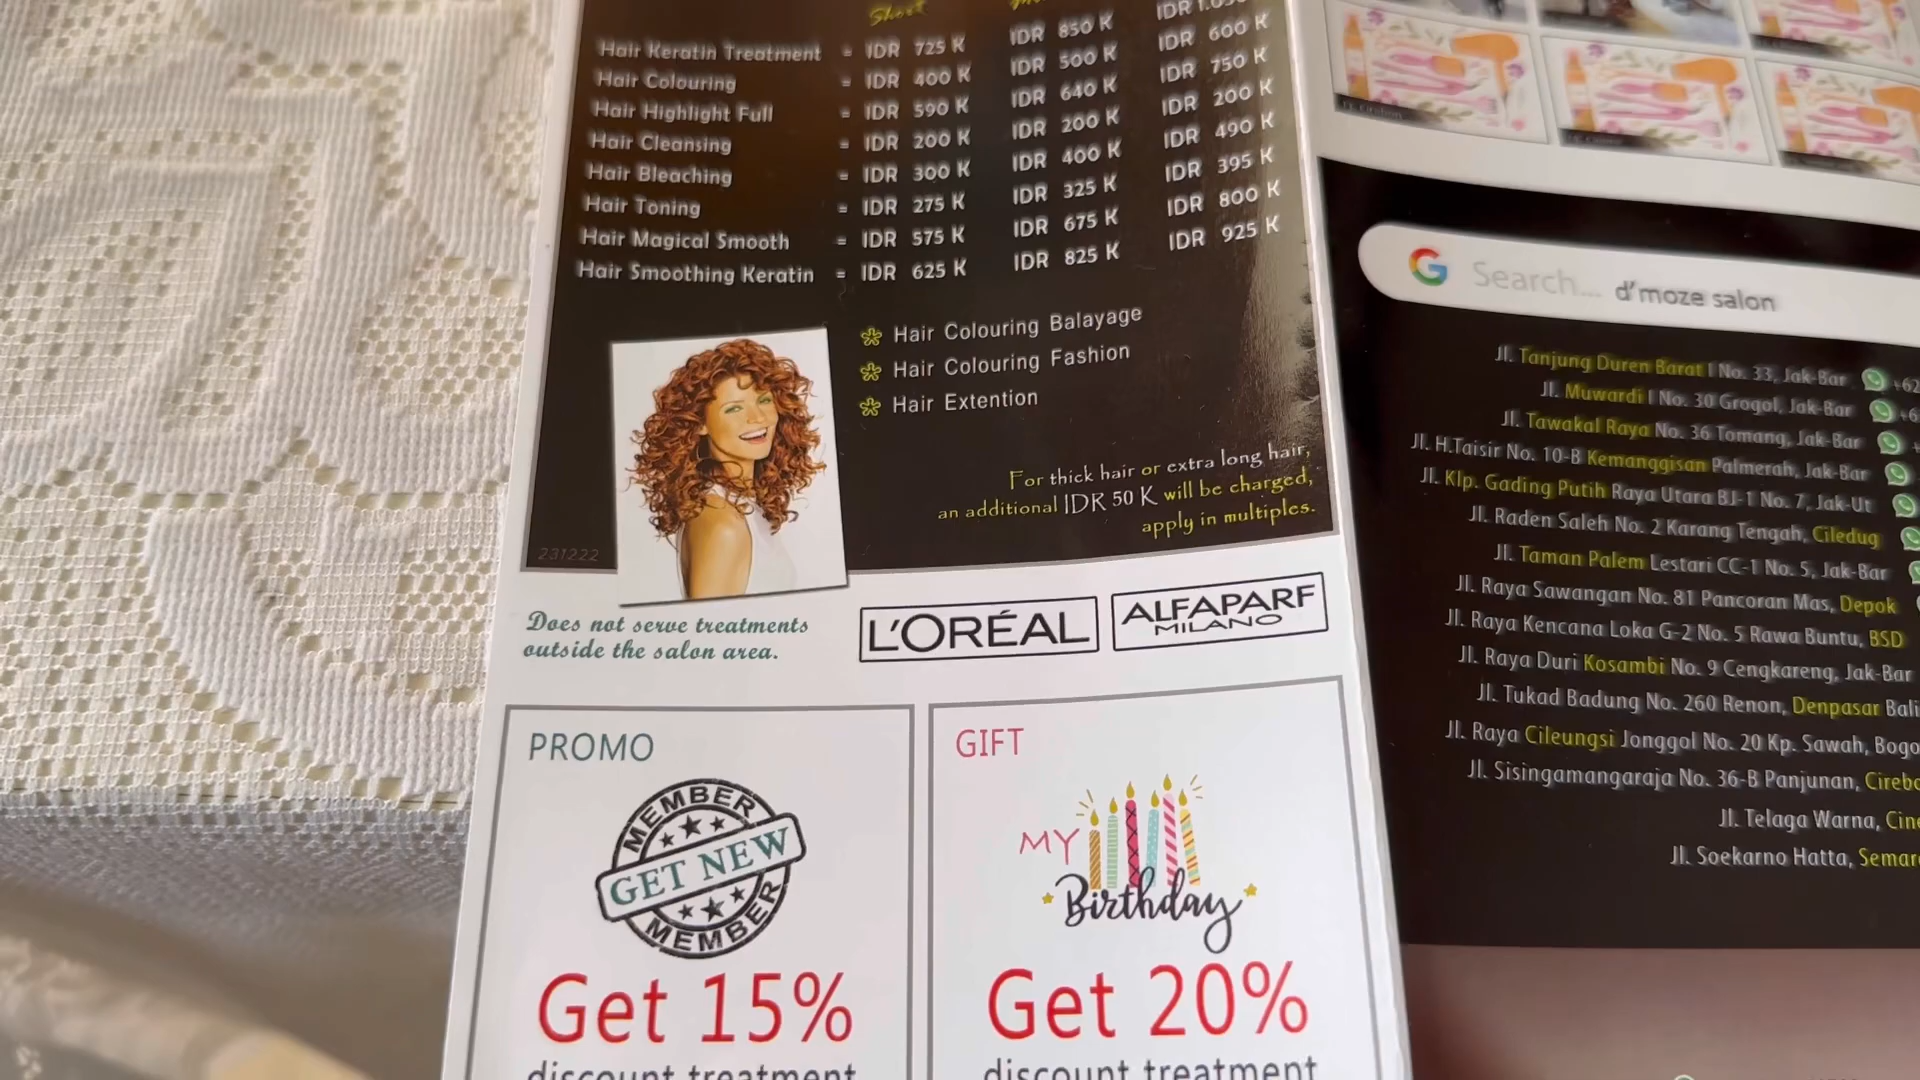 Short
Hair Keratin Treatment = IDR 725 K IDR 850 K
Hair Colouring = IDR 400 K IDR 500 K IDR 600 K
Hair Highlight Full = IDR 590 K IDR 640 K IDR 750 K
Hair Cleansing = IDR 200 K IDR 200 K IDR 200 K
Hair Bleaching = IDR 300 K IDR 400 K IDR 490 K
Hair Toning = IDR 275 K IDR 325 K IDR 395 K
Hair Magical Smooth = IDR 575 K IDR 675 K IDR 800 K
Hair Smoothing Keratin = IDR 625 K IDR 825 K IDR 925 K
Hair Colouring Balayage
Hair Colouring Fashion
Hair Extention
For thick hair or extra long hair,
an additional IDR 50 K will be charged,
apply in multiples.
231222
Does not serve treatments
outside the salon area.
L'ORÉAL
ALFAPARF
MILANO
PROMO
MEMBER
GET NEW
MEMBER
Get 15%
discount treatment
GIFT
MY
Birthday
Get 20%
discount treatment
G Search... d'moze salon
Jl. Tanjung Duren Barat I No. 33, Jak-Bar +62
Jl. Muwardi I No. 30 Grogol, Jak-Bar +6
Jl. Tawakal Raya No. 36 Tomang, Jak-Bar +
Jl. H.Taisir No. 10-B Kemanggisan Palmerah, Jak-Bar
Jl. Klp. Gading Putih Raya Utara BJ-1 No. 7, Jak-Ut
Jl. Raden Saleh No. 2 Karang Tengah, Ciledug
Jl. Taman Palem Lestari CC-1 No. 5, Jak-Bar
Jl. Raya Sawangan No. 81 Pancoran Mas, Depok
Jl. Raya Kencana Loka G-2 No. 5 Rawa Buntu, BSD
Jl. Raya Duri Kosambi No. 9 Cengkareng, Jak-Bar
Jl. Tukad Badung No. 260 Renon, Denpasar Bali
Jl. Raya Cileungsi Jonggol No. 20 Kp. Sawah, Bogo
Jl. Sisingamangaraja No. 36-B Panjunan, Cirebo
Jl. Telaga Warna, Cine
Jl. Soekarno Hatta, Semar